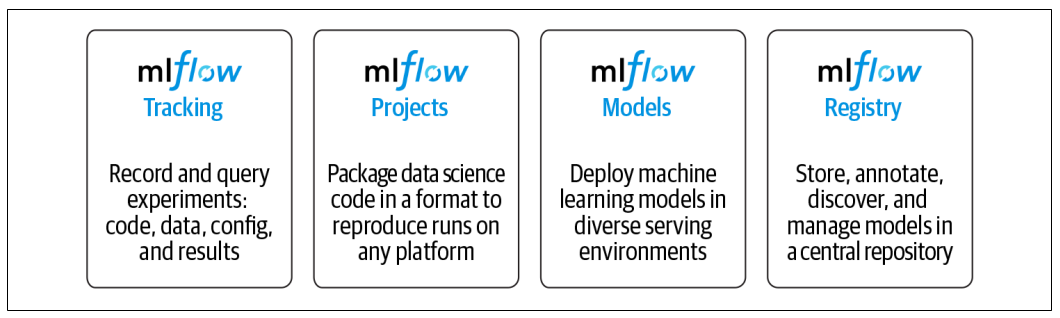 mlflow
Tracking
Record and query
experiments:
code, data, config,
and results
mlflow
Projects
Package data science
code in a format to
reproduce runs on
any platform
mlflow
Models
Deploy machine
learning models in
diverse serving
environments
mlflow
Registry
Store, annotate,
discover, and
manage models in
a central repository